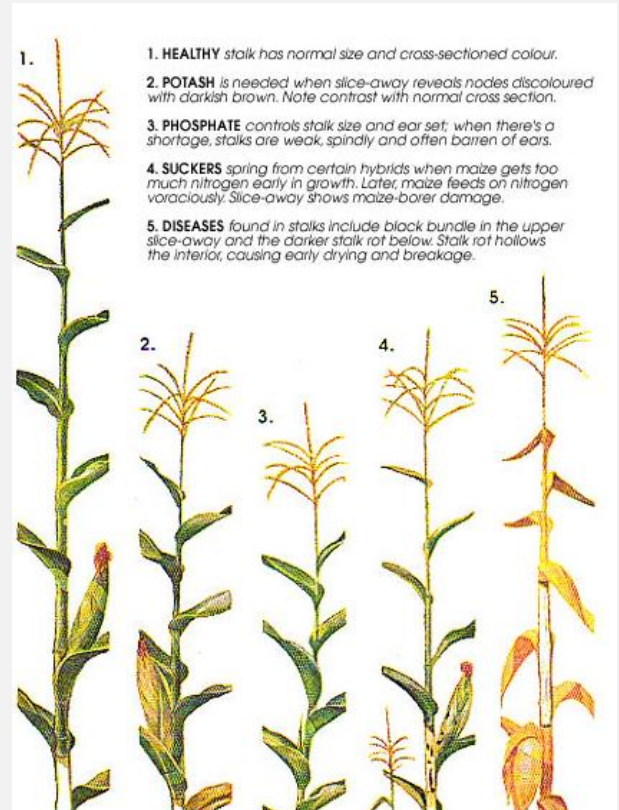 1.
1. HEALTHY stalk has normal size and cross-sectioned colour.
2. POTASH is needed when slice-away reveals nodes discoloured
with darkish brown. Note contrast with normal cross section.
3. PHOSPHATE controls stalk size and ear set; when there's a
shortage, stalks are weak, spindly and often barren of ears.
4. SUCKERS spring from certain hybrids when maize gets too
much nitrogen early in growth. Later, maize feeds on nitrogen
voraciously. Slice-away shows maize-borer damage.
5. DISEASES found in stalks include black bundle in the upper
slice-away and the darker stalk rot below. Stalk rot hollows
the interior, causing early drying and breakage.
2.
3.
4.
5.